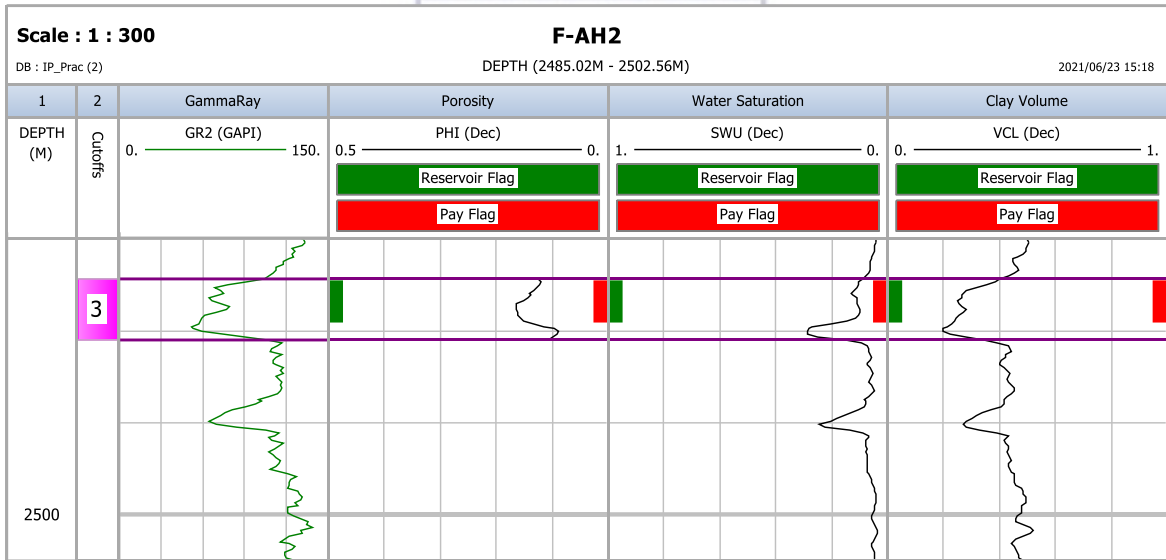 Scale : 1 : 300
F-AH2
DB : IP_Prac (2)
DEPTH (2485.02M - 2502.56M)
2021/06/23 15:18
1
2
GammaRay
Porosity
Water Saturation
Clay Volume
DEPTH
(M)
Cutoffs
GR2 (GAPI)
0.
150.
PHI (Dec)
0.5
0.
SWU (Dec)
1.
0.
VCL (Dec)
0.
1.
Reservoir Flag
Reservoir Flag
Reservoir Flag
Pay Flag
Pay Flag
Pay Flag
3
2500